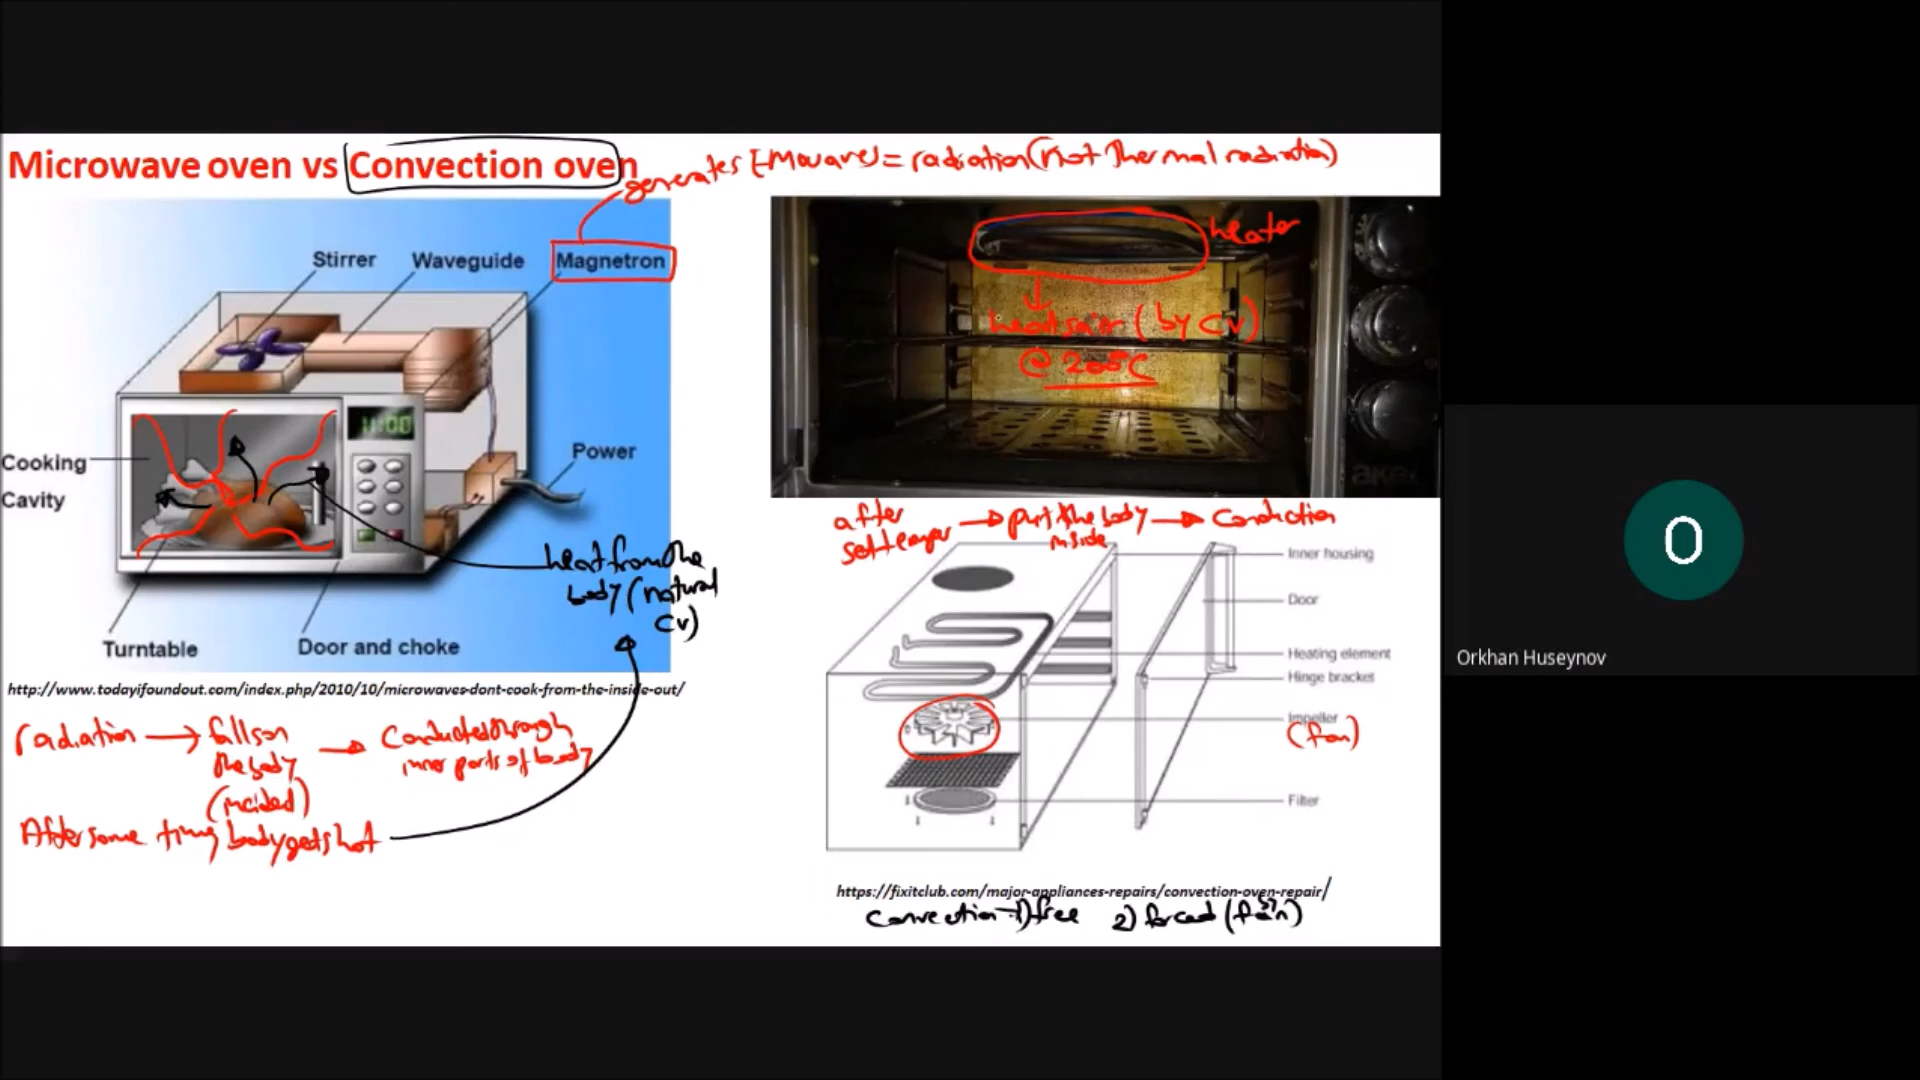 Microwave oven vs Convection oven
generates = radiation (not thermal radiation)
Stirrer
Waveguide
Magnetron
11:00
Cooking
Cavity
Power
Turntable
Door and choke
heat from the
body (natural
cv)
http://www.todayifoundout.com/index.php/2010/10/microwaves-dont-cook-from-the-inside-out/
radiation → falls on
the body
→ conducted through
inner parts of body
After some time body gets hot
heater
heats air (by CV)
after
→ put the body
inside
→ conduction
Inner housing
Door
Heating element
Hinge bracket
Impeller
(fan)
Filter
https://fixitclub.com/major-appliances-repairs/convection-oven-repair/
Convection → 1) free 2) forced (fan)
O
Orkhan Huseynov